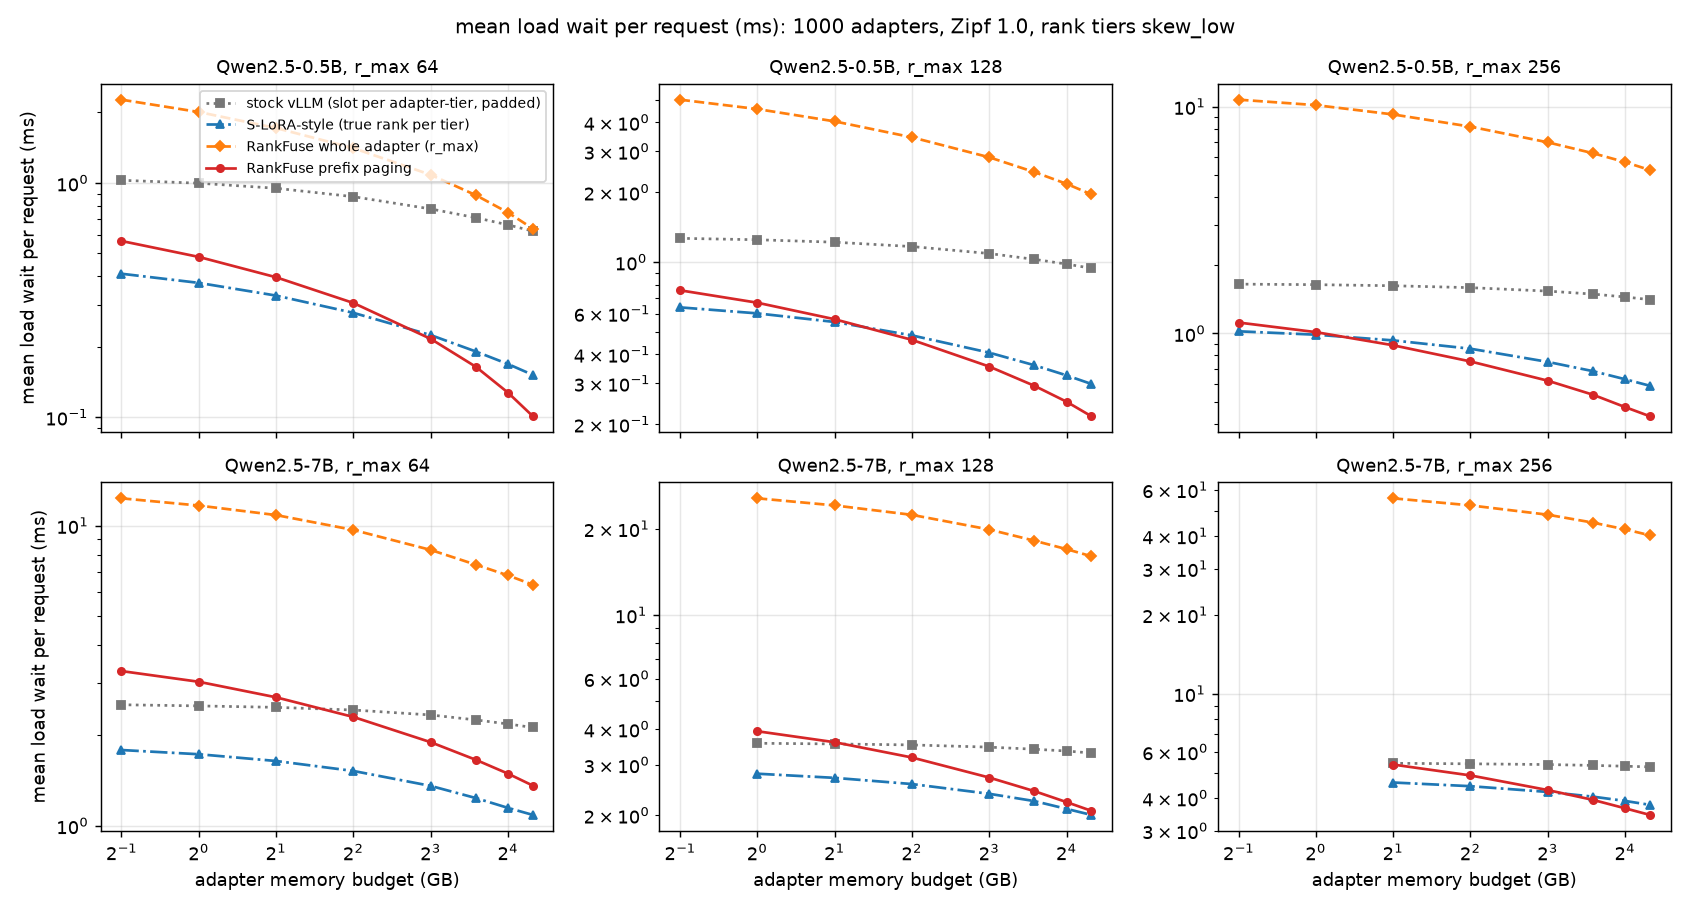 mean load wait per request (ms): 1000 adapters, Zipf 1.0, rank tiers skew_low
Qwen2.5-0.5B, r_max 64
Qwen2.5-0.5B, r_max 128
Qwen2.5-0.5B, r_max 256
mean load wait per request (ms)
10⁰
10⁻¹
stock vLLM (slot per adapter-tier, padded)
S-LoRA-style (true rank per tier)
RankFuse whole adapter (r_max)
RankFuse prefix paging
4 × 10⁰
3 × 10⁰
2 × 10⁰
10⁰
6 × 10⁻¹
4 × 10⁻¹
3 × 10⁻¹
2 × 10⁻¹
10¹
10⁰
Qwen2.5-7B, r_max 64
Qwen2.5-7B, r_max 128
Qwen2.5-7B, r_max 256
mean load wait per request (ms)
10¹
10⁰
2⁻¹ 2⁰ 2¹ 2² 2³ 2⁴
adapter memory budget (GB)
2 × 10¹
10¹
6 × 10⁰
4 × 10⁰
3 × 10⁰
2 × 10⁰
2⁻¹ 2⁰ 2¹ 2² 2³ 2⁴
adapter memory budget (GB)
6 × 10¹
4 × 10¹
3 × 10¹
2 × 10¹
10¹
6 × 10⁰
4 × 10⁰
3 × 10⁰
2⁻¹ 2⁰ 2¹ 2² 2³ 2⁴
adapter memory budget (GB)